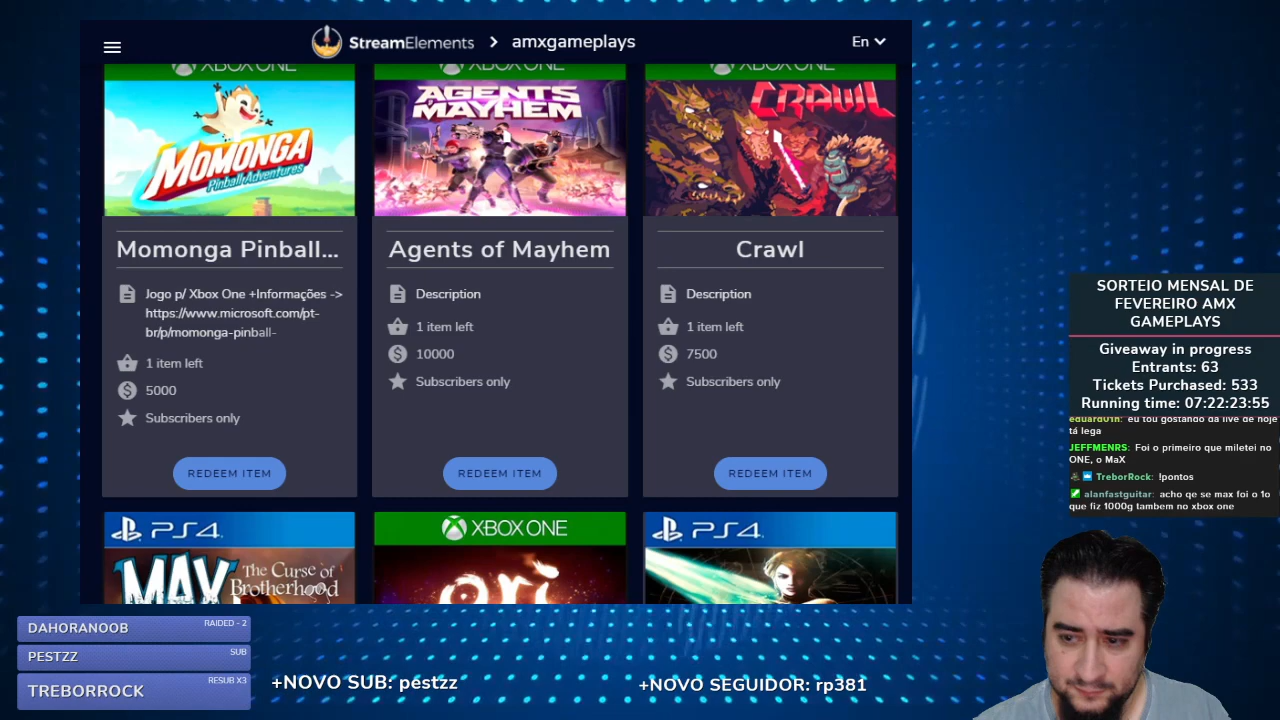 StreamElements > amxgameplays
En
XBOX ONE
XBOX ONE
XBOX ONE
MOMONGA
Pinball Adventures
AGENTS OF
MAYHEM
CRAWL
Momonga Pinball...
Jogo p/ Xbox One +Informações ->
https://www.microsoft.com/pt-
br/p/momonga-pinball-
1 item left
5000
Subscribers only
REDEEM ITEM
Agents of Mayhem
Description
1 item left
10000
Subscribers only
REDEEM ITEM
Crawl
Description
1 item left
7500
Subscribers only
REDEEM ITEM
PS4
MAX
The Curse of
Brotherhood
XBOX ONE
ori
PS4
SORTEIO MENSAL DE
FEVEREIRO AMX
GAMEPLAYS
Giveaway in progress
Entrants: 63
Tickets Purchased: 533
Running time: 07:22:23:55
eduard01h: eu tou gostando da live de hoje
tá lega
JEFFMENRS: Foi o primeiro que miletei no
ONE, o MaX
TreborRock: !pontos
alanfastguitar: acho qe se max foi o 1o
que fiz 1000g tambem no xbox one
DAHORANOOB
RAIDED - 2
PESTZZ
SUB
TREBORROCK
RESUB X3
+NOVO SUB: pestzz
+NOVO SEGUIDOR: rp381